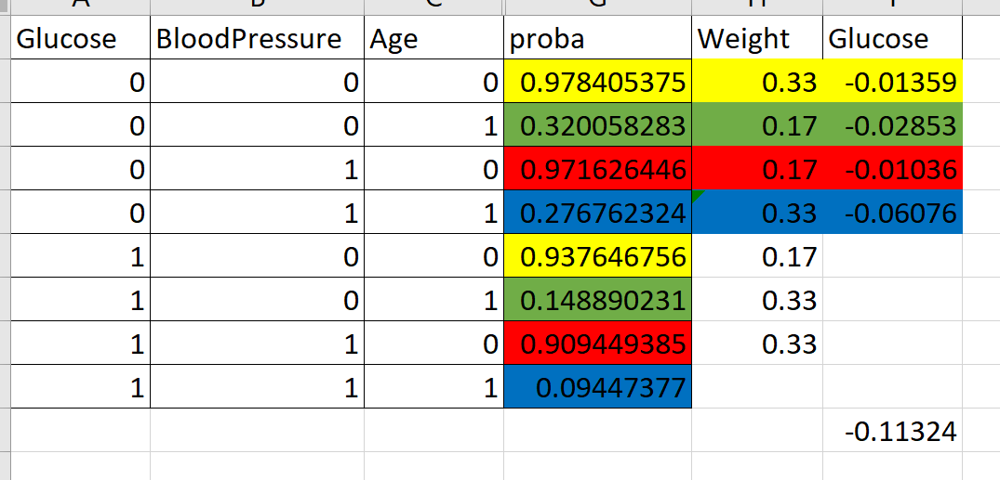 Glucose BloodPressure Age proba Weight Glucose
0 0 0 0.978405375 0.33 -0.01359
0 0 1 0.320058283 0.17 -0.02853
0 1 0 0.971626446 0.17 -0.01036
0 1 1 0.276762324 0.33 -0.06076
1 0 0 0.937646756 0.17
1 0 1 0.148890231 0.33
1 1 0 0.909449385 0.33
1 1 1 0.09447377
-0.11324